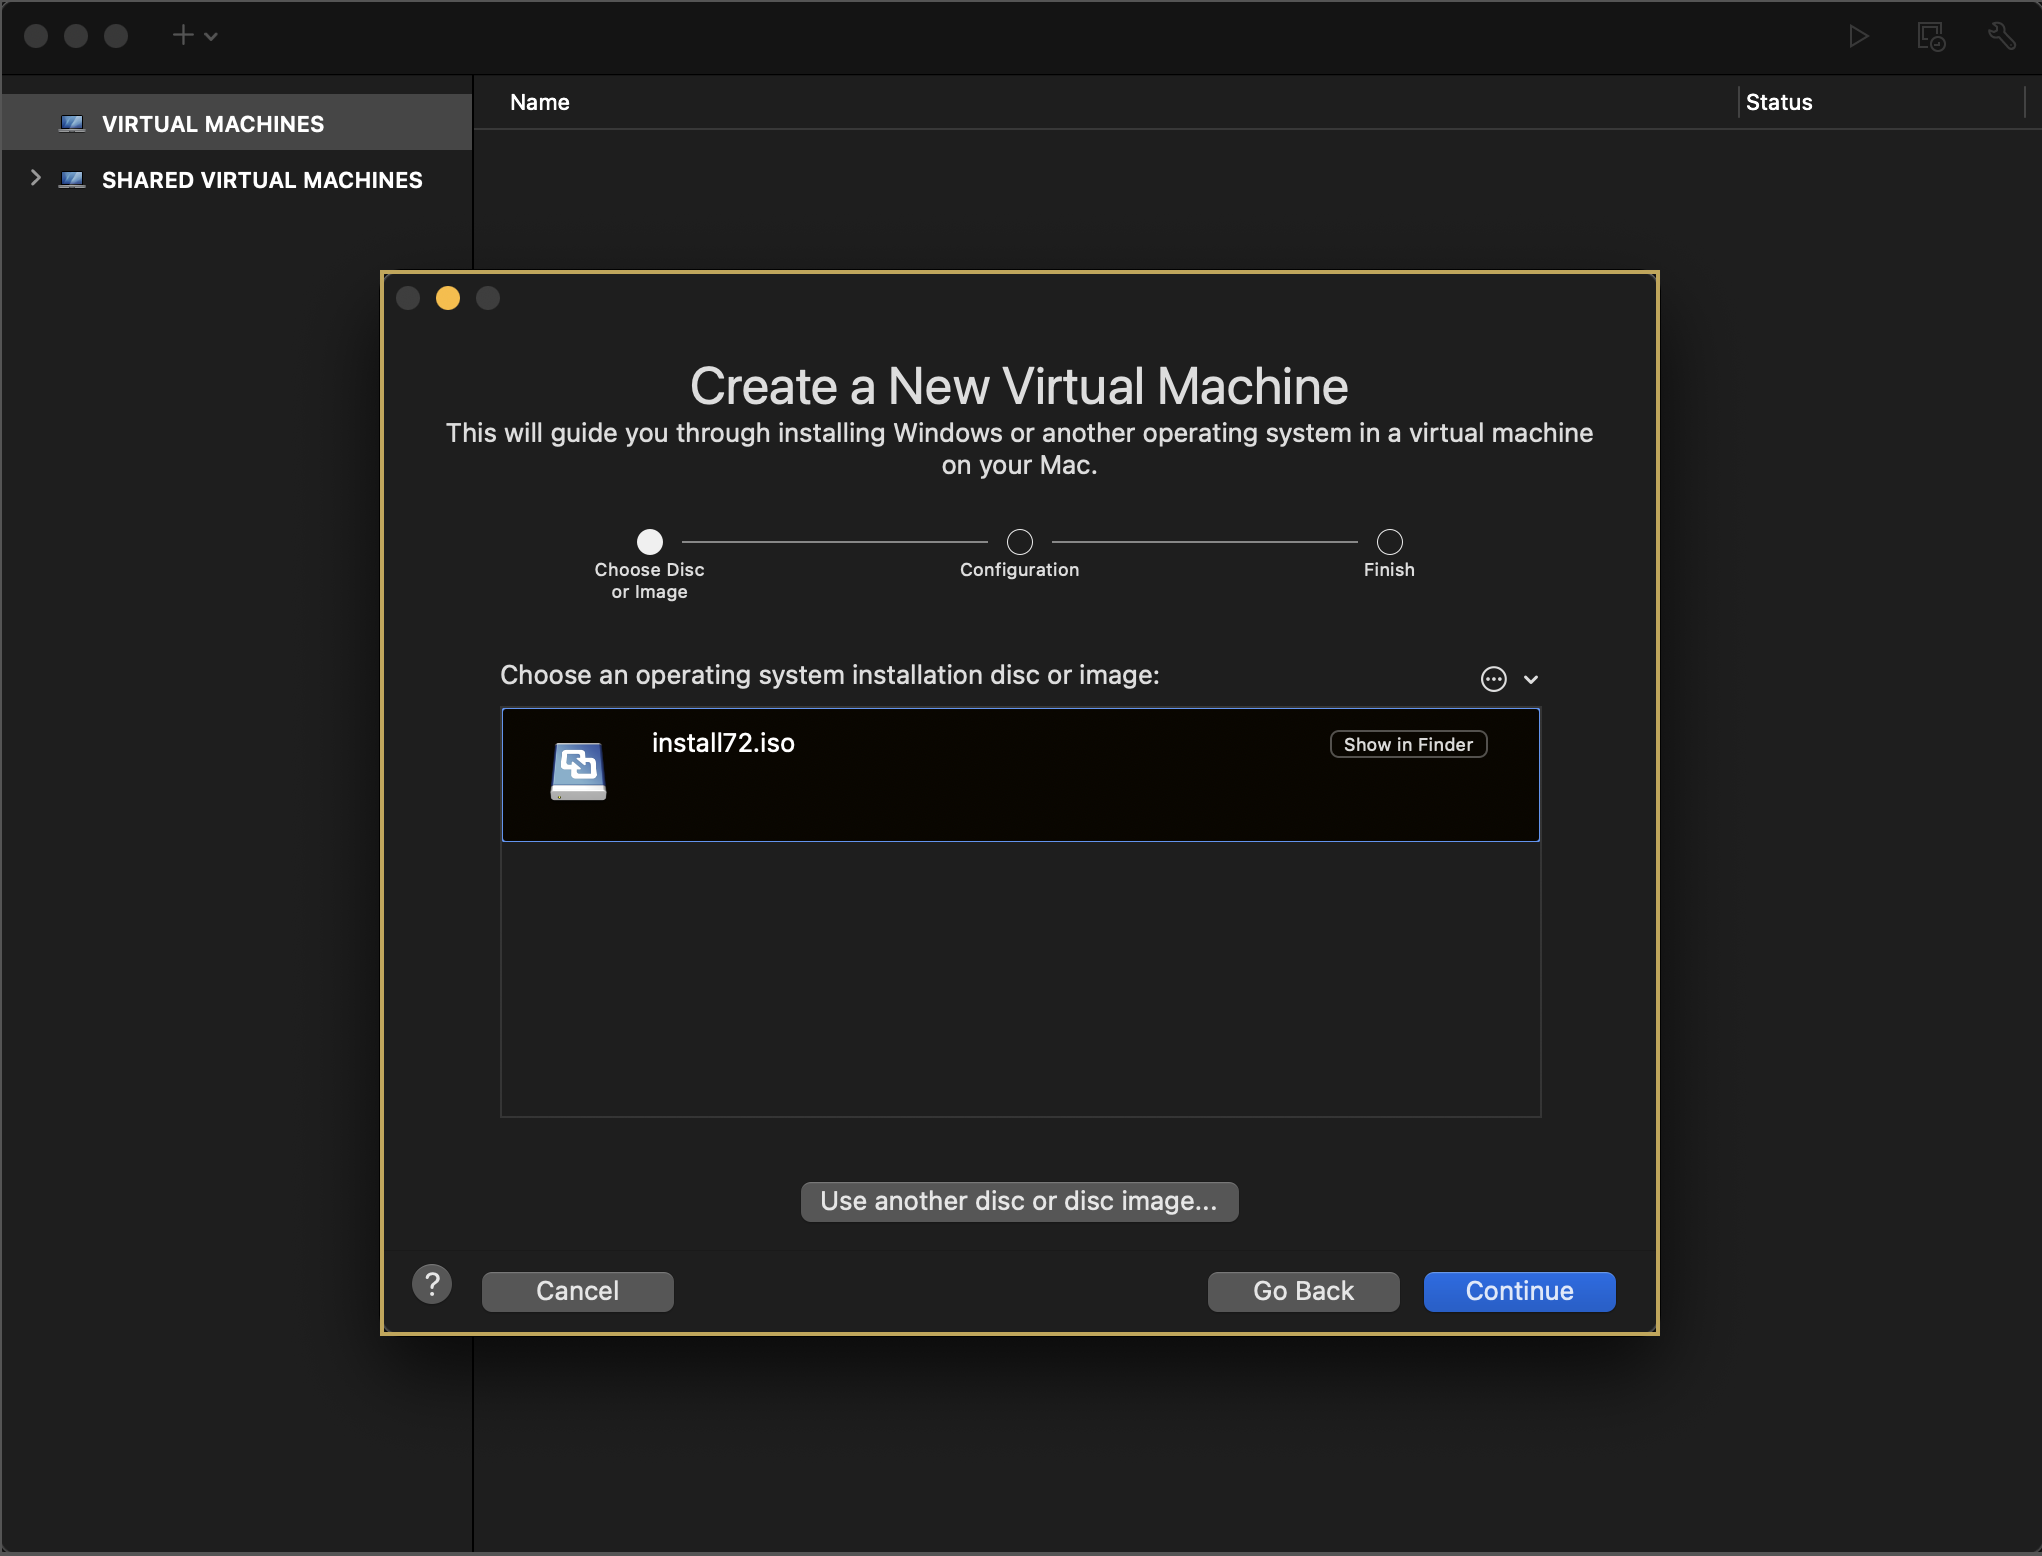 Name
Status
VIRTUAL MACHINES
SHARED VIRTUAL MACHINES
Create a New Virtual Machine
This will guide you through installing Windows or another operating system in a virtual machine
on your Mac.
Choose Disc
or Image
Configuration
Finish
Choose an operating system installation disc or image:
install72.iso
Show in Finder
Use another disc or disc image...
?
Cancel
Go Back
Continue